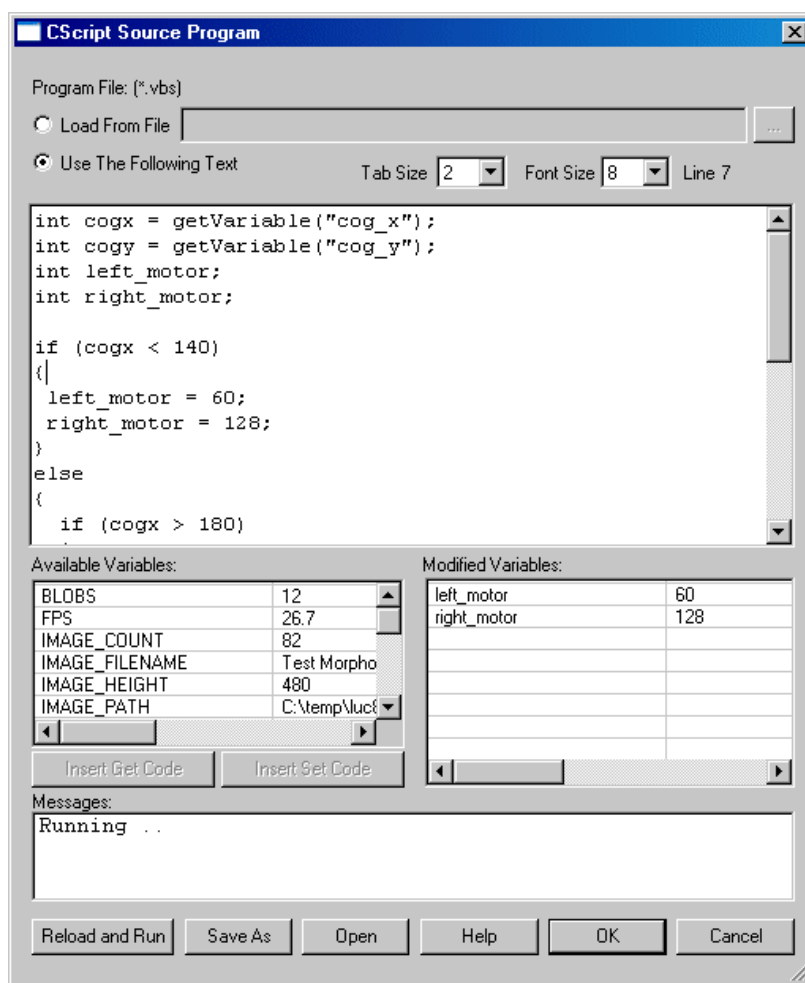 CScript Source Program
Program File: (*.vbs)
Load From File ...
Use The Following Text Tab Size 2 Font Size 8 Line 7
int cogx = getVariable("cog_x");
int cogy = getVariable("cog_y");
int left_motor;
int right_motor;
if (cogx < 140)
{
left_motor = 60;
right_motor = 128;
}
else
{
if (cogx > 180)
Available Variables:
BLOBS 12
FPS 26.7
IMAGE_COUNT 82
IMAGE_FILENAME Test Morpho
IMAGE_HEIGHT 480
IMAGE_PATH
Insert Get Code Insert Set Code
Modified Variables:
left_motor 60
right_motor 128
Messages:
Running ..
Reload and Run Save As Open Help OK Cancel